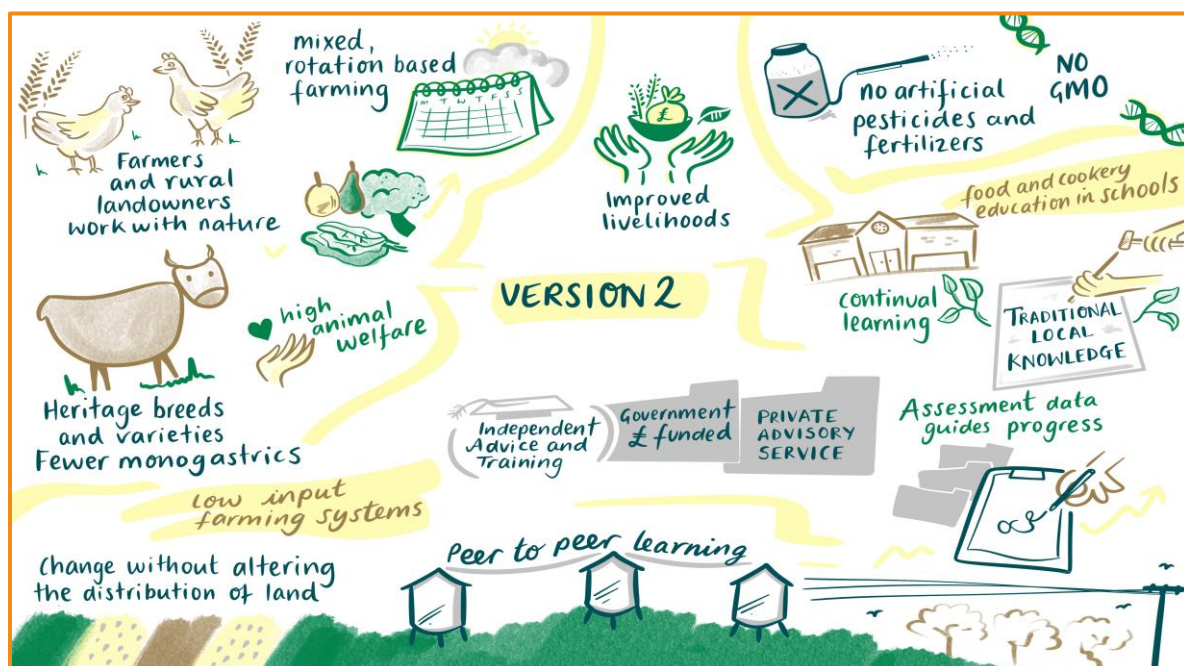 mixed,
rotation based
farming
M T W T F S S
Farmers
and rural
landowners
work with nature
£
Improved
livelihoods
no artificial
pesticides and
fertilizers
NO
GMO
food and cookery
education in schools
VERSION 2
high
animal
welfare
continual
learning
TRADITIONAL
LOCAL
KNOWLEDGE
Heritage breeds
and varieties
Fewer monogastrics
Independent
Advice and
Training
Government
£ funded
PRIVATE
ADVISORY
SERVICE
Assessment data
guides progress
low input
farming systems
Peer to peer learning
Change without altering
the distribution of land